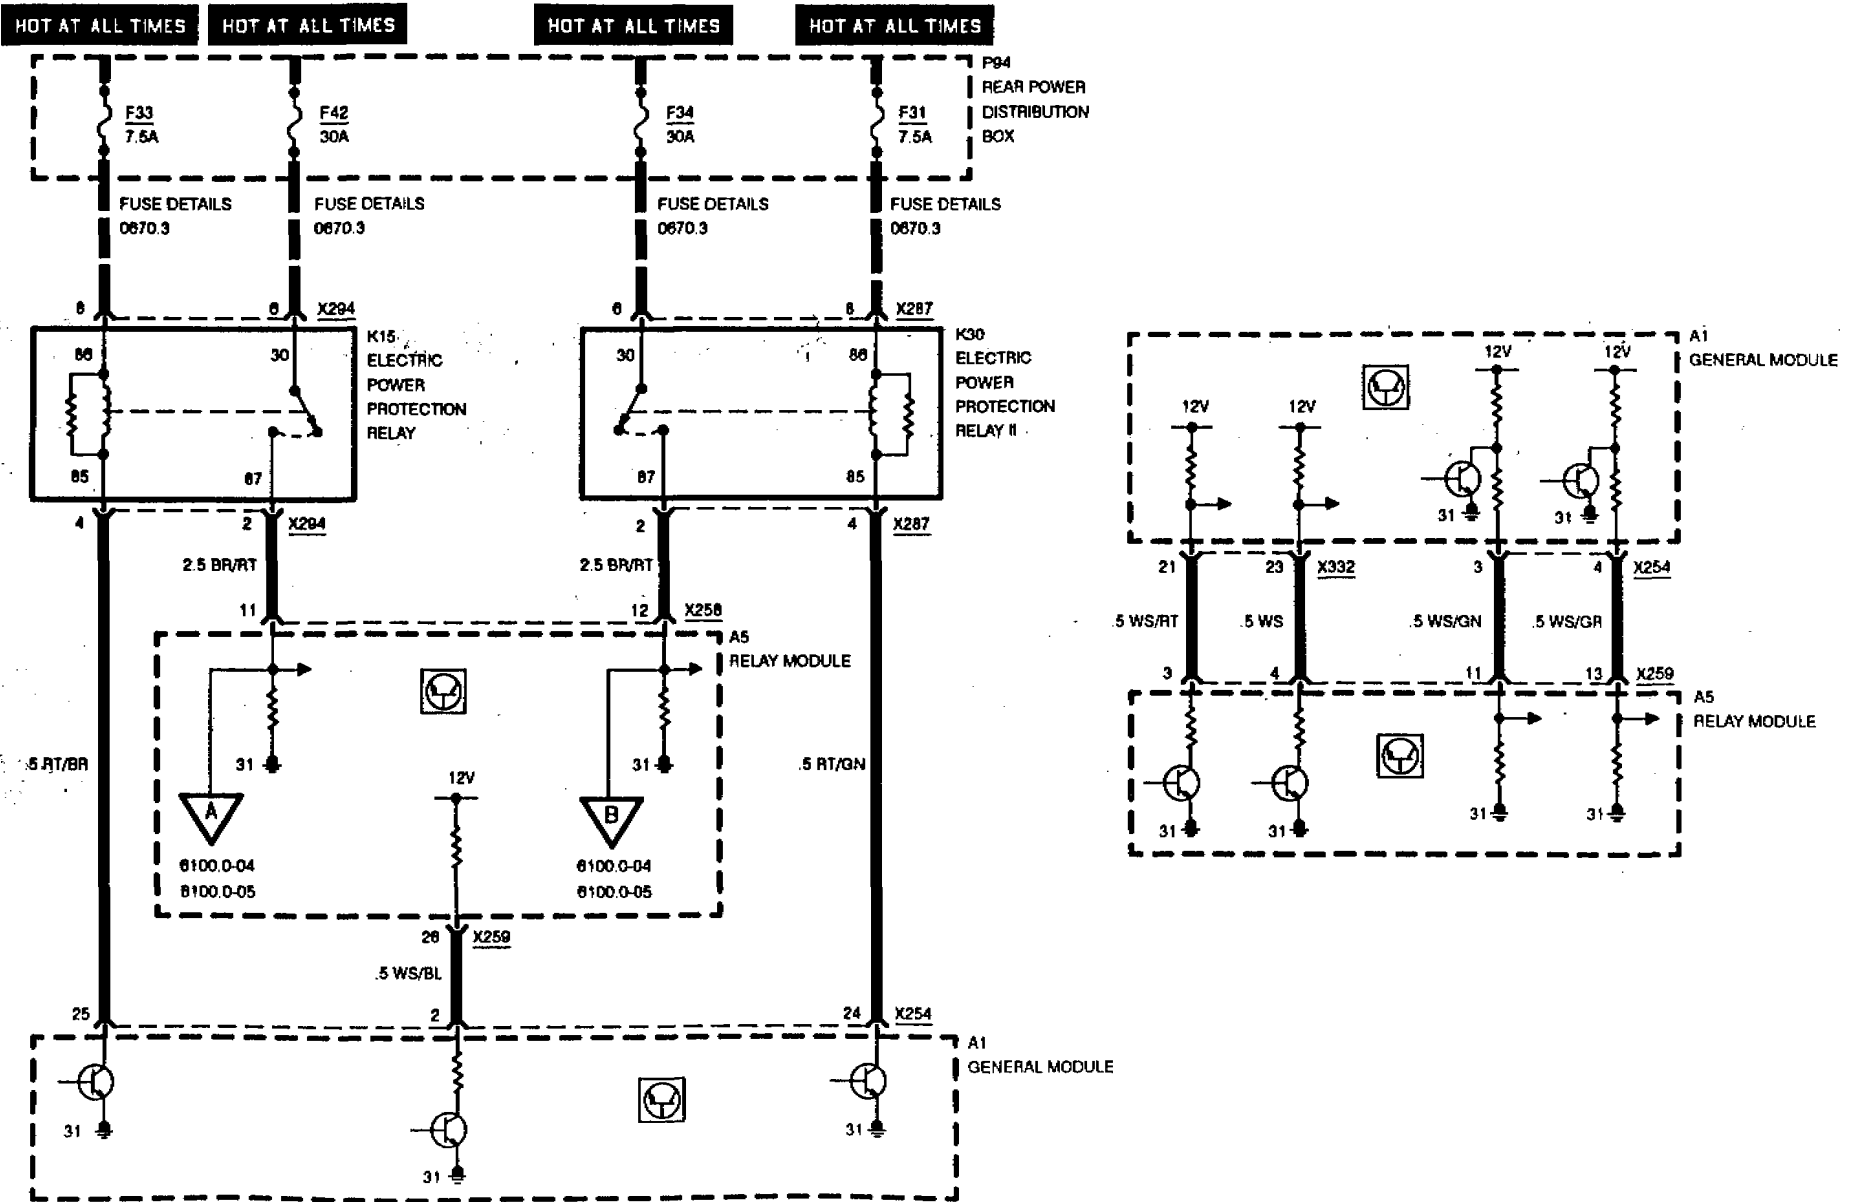 HOT AT ALL TIMES
HOT AT ALL TIMES
HOT AT ALL TIMES
HOT AT ALL TIMES
P94
REAR POWER
DISTRIBUTION
BOX
F33
7.5A
F42
30A
F34
30A
F31
7.5A
FUSE DETAILS
0670.3
FUSE DETAILS
0670.3
FUSE DETAILS
0670.3
FUSE DETAILS
0670.3
8
6
X294
6
8
X287
K15
ELECTRIC
POWER
PROTECTION
RELAY
86
30
85
87
K30
ELECTRIC
POWER
PROTECTION
RELAY II
30
86
87
85
4
2
X294
2
4
X287
2.5 BR/RT
2.5 BR/RT
11
12
X258
A5
RELAY MODULE
31
31
12V
A
B
6100.0-04
6100.0-05
6100.0-04
6100.0-05
.5 RT/BR
.5 RT/GN
26
X259
.5 WS/BL
25
2
24
X254
A1
GENERAL MODULE
31
31
31
A1
GENERAL MODULE
12V
12V
12V
12V
31
31
21
23
X332
3
4
X254
.5 WS/RT
.5 WS
.5 WS/GN
.5 WS/GR
3
4
11
13
X259
A5
RELAY MODULE
31
31
31
31